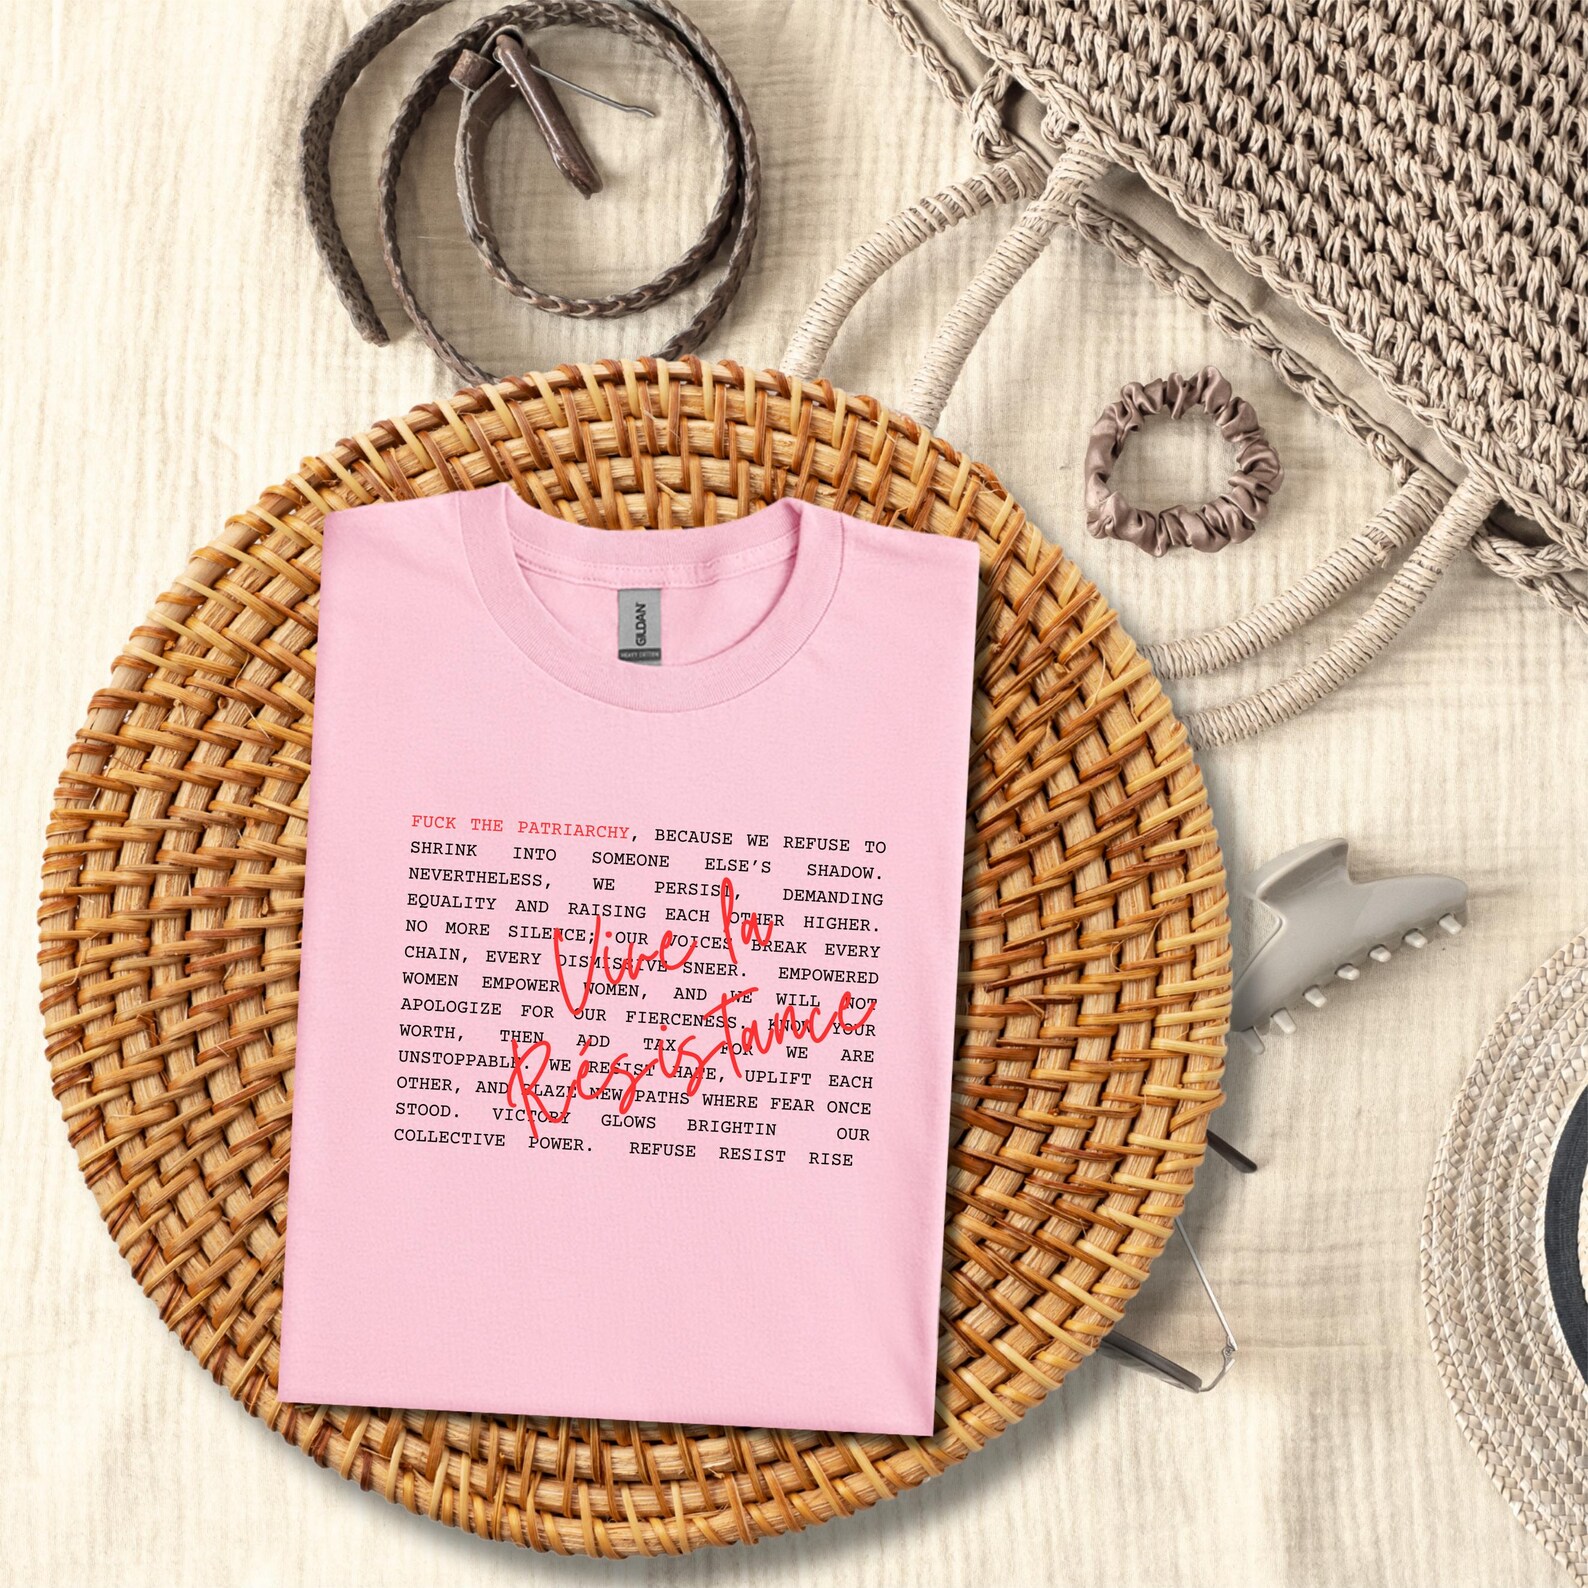 GILDAN
HEAVY COTTON
FUCK THE PATRIARCHY, BECAUSE WE REFUSE TO
SHRINK INTO SOMEONE ELSE'S SHADOW.
NEVERTHELESS, WE PERSIST, DEMANDING
EQUALITY AND RAISING EACH OTHER HIGHER.
NO MORE SILENCE; OUR VOICES BREAK EVERY
CHAIN, EVERY DISMISSIVE SNEER. EMPOWERED
WOMEN EMPOWER WOMEN, AND WE WILL NOT
APOLOGIZE FOR OUR FIERCENESS. KNOW YOUR
WORTH, THEN ADD TAX FOR WE ARE
UNSTOPPABLE. WE RESIST HATE, UPLIFT EACH
OTHER, AND BLAZE NEW PATHS WHERE FEAR ONCE
STOOD. VICTORY GLOWS BRIGHTIN OUR
COLLECTIVE POWER. REFUSE RESIST RISE
Vive la
Résistance